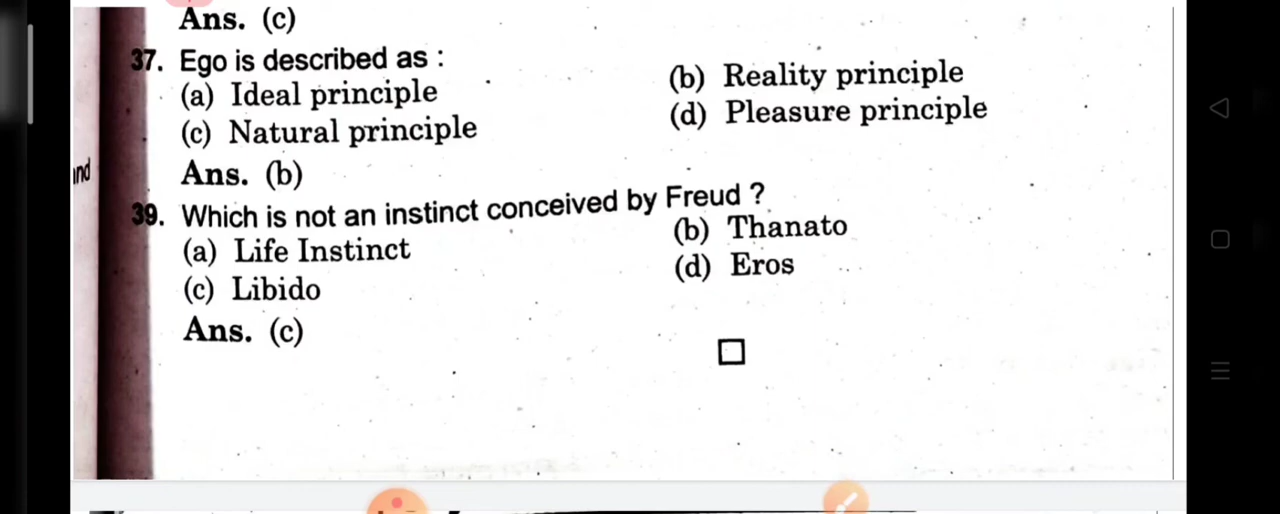 Ans. (c)
37. Ego is described as :
(a) Ideal principle (b) Reality principle
(c) Natural principle (d) Pleasure principle
and
Ans. (b)
39. Which is not an instinct conceived by Freud ?
(a) Life Instinct (b) Thanato
(c) Libido (d) Eros
Ans. (c)